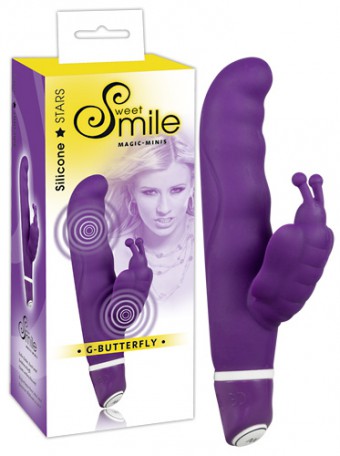 Silicone ★ STARS
Sweet
Smile
MAGIC-MINIS
• G-BUTTERFLY •